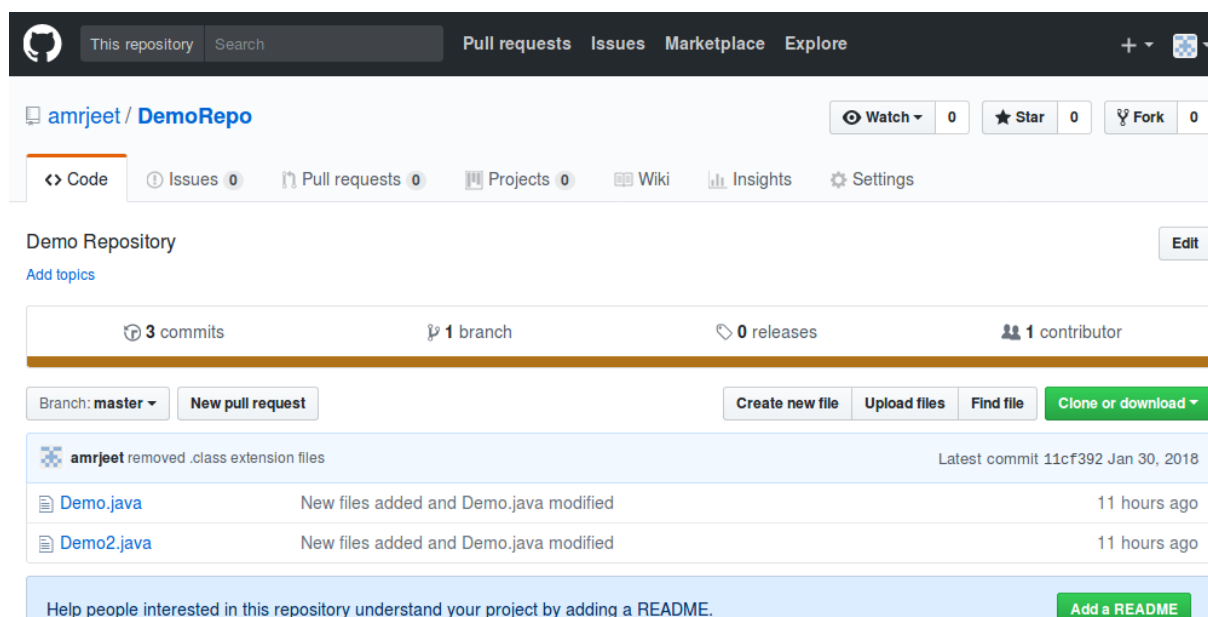 This repository Search Pull requests Issues Marketplace Explore
amrjeet / DemoRepo Watch 0 Star 0 Fork 0
Code Issues 0 Pull requests 0 Projects 0 Wiki Insights Settings
Demo Repository Edit
Add topics
3 commits 1 branch 0 releases 1 contributor
Branch: master New pull request Create new file Upload files Find file Clone or download
amrjeet removed .class extension files Latest commit 11cf392 Jan 30, 2018
Demo.java New files added and Demo.java modified 11 hours ago
Demo2.java New files added and Demo.java modified 11 hours ago
Help people interested in this repository understand your project by adding a README. Add a README